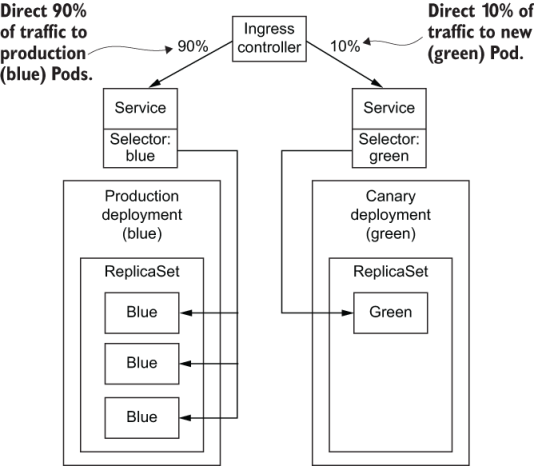 Direct 90%
of traffic to
production
(blue) Pods.
90%
Ingress
controller
10%
Direct 10% of
traffic to new
(green) Pod.
Service
Selector:
blue
Service
Selector:
green
Production
deployment
(blue)
ReplicaSet
Blue
Blue
Blue
Canary
deployment
(green)
ReplicaSet
Green